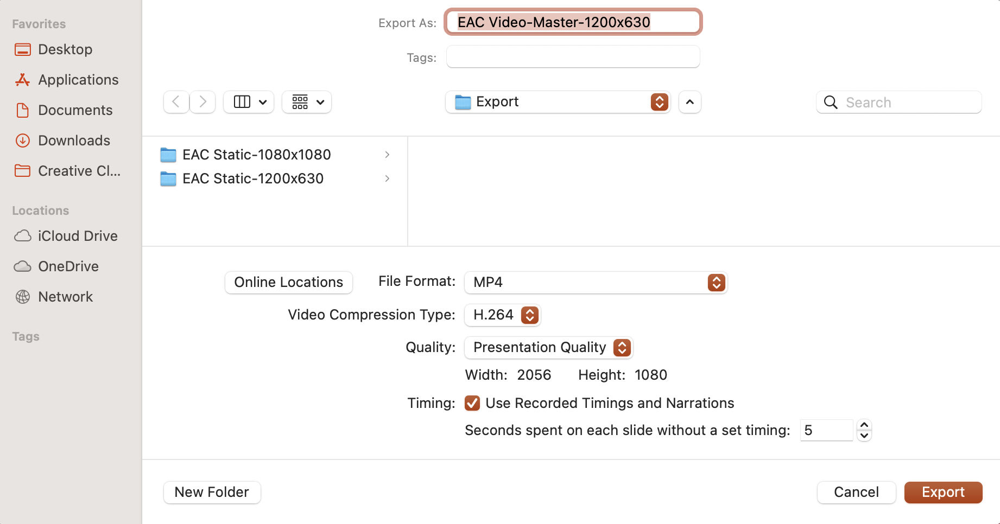 Favorites
Desktop
Applications
Documents
Downloads
Creative Cl...
Locations
iCloud Drive
OneDrive
Network
Tags
Export As: EAC Video-Master-1200x630
Tags:
Export
Search
EAC Static-1080x1080
EAC Static-1200x630
Online Locations
File Format: MP4
Video Compression Type: H.264
Quality: Presentation Quality
Width: 2056 Height: 1080
Timing: Use Recorded Timings and Narrations
Seconds spent on each slide without a set timing: 5
New Folder
Cancel
Export